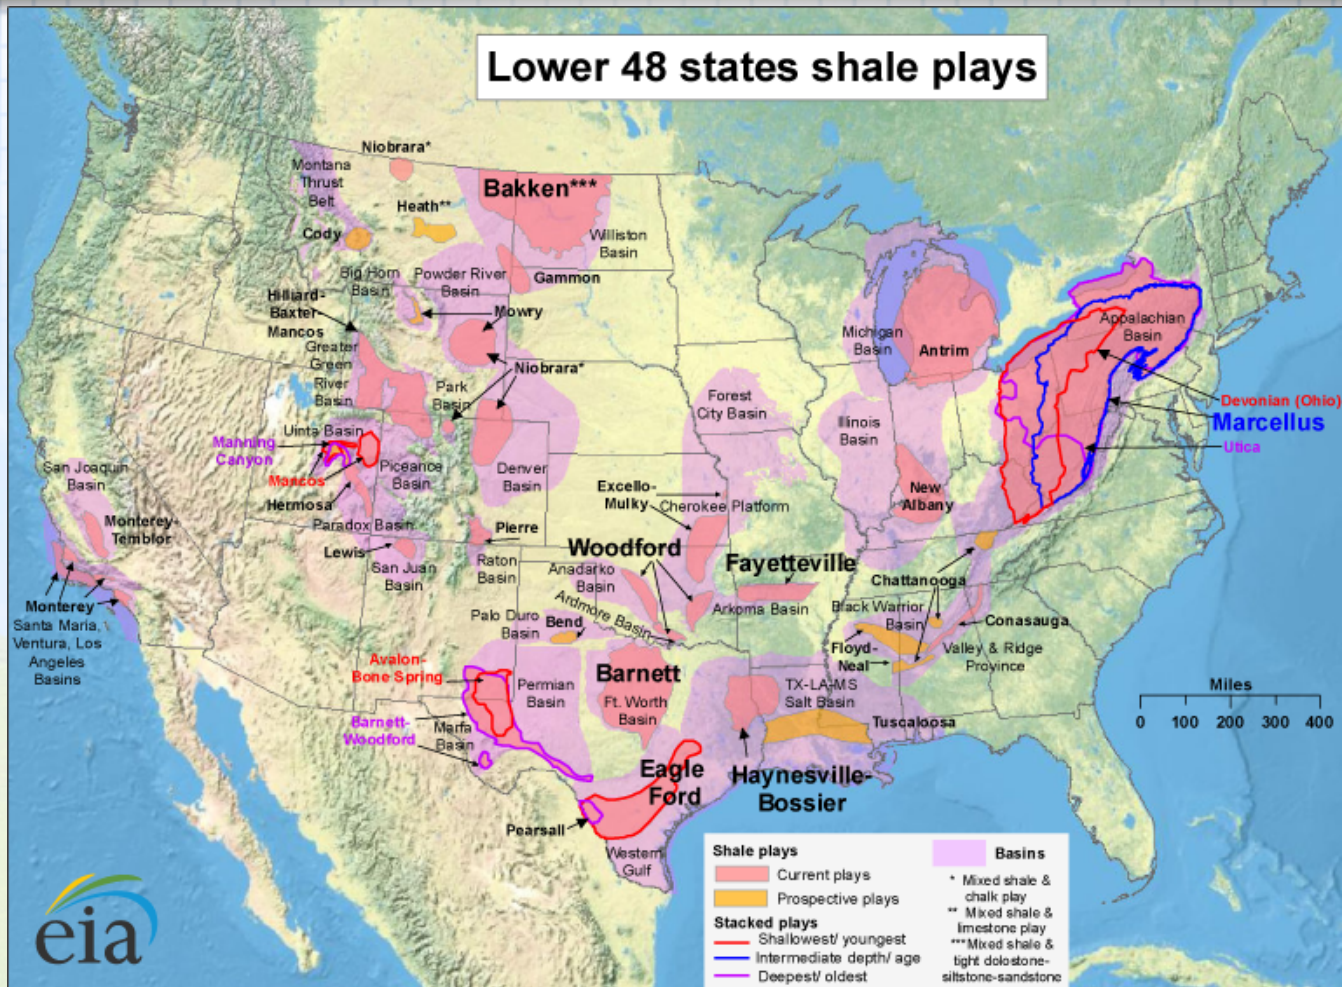 Lower 48 states shale plays
Niobrara*
Montana
Thrust
Belt
Bakken***
Heath**
Cody
Williston
Basin
Big Horn
Basin
Powder River
Basin
Gammon
Hilliard-
Baxter-
Mancos
Mowry
Greater
Green
River
Basin
Niobrara*
Park
Basin
Michigan
Basin
Antrim
Appalachian
Basin
Devonian (Ohio)
Marcellus
Utica
Forest
City Basin
Illinois
Basin
Uinta Basin
Manning
Canyon
Mancos
Piceance
Basin
Denver
Basin
San Joaquin
Basin
Hermosa
Excello-
Mulky
Cherokee Platform
New
Albany
Monterey-
Temblor
Paradox Basin
Pierre
Lewis
San Juan
Basin
Raton
Basin
Woodford
Anadarko
Basin
Fayetteville
Chattanooga
Monterey
Santa Maria,
Ventura, Los
Angeles
Basins
Ardmore Basin
Arkoma Basin
Black Warrior
Basin
Palo Duro
Basin
Bend
Conasauga
Floyd-
Neal
Valley & Ridge
Province
Avalon-
Bone Spring
Permian
Basin
Barnett
Ft. Worth
Basin
TX-LA-MS
Salt Basin
Tuscaloosa
Barnett-
Woodford
Marfa
Basin
Eagle
Ford
Haynesville-
Bossier
Pearsall
Western
Gulf
Miles
0 100 200 300 400
Shale plays
Current plays
Prospective plays
Stacked plays
Shallowest/ youngest
Intermediate depth/ age
Deepest/ oldest
Basins
* Mixed shale &
chalk play
** Mixed shale &
limestone play
***Mixed shale &
tight dolostone-
siltstone-sandstone
eia